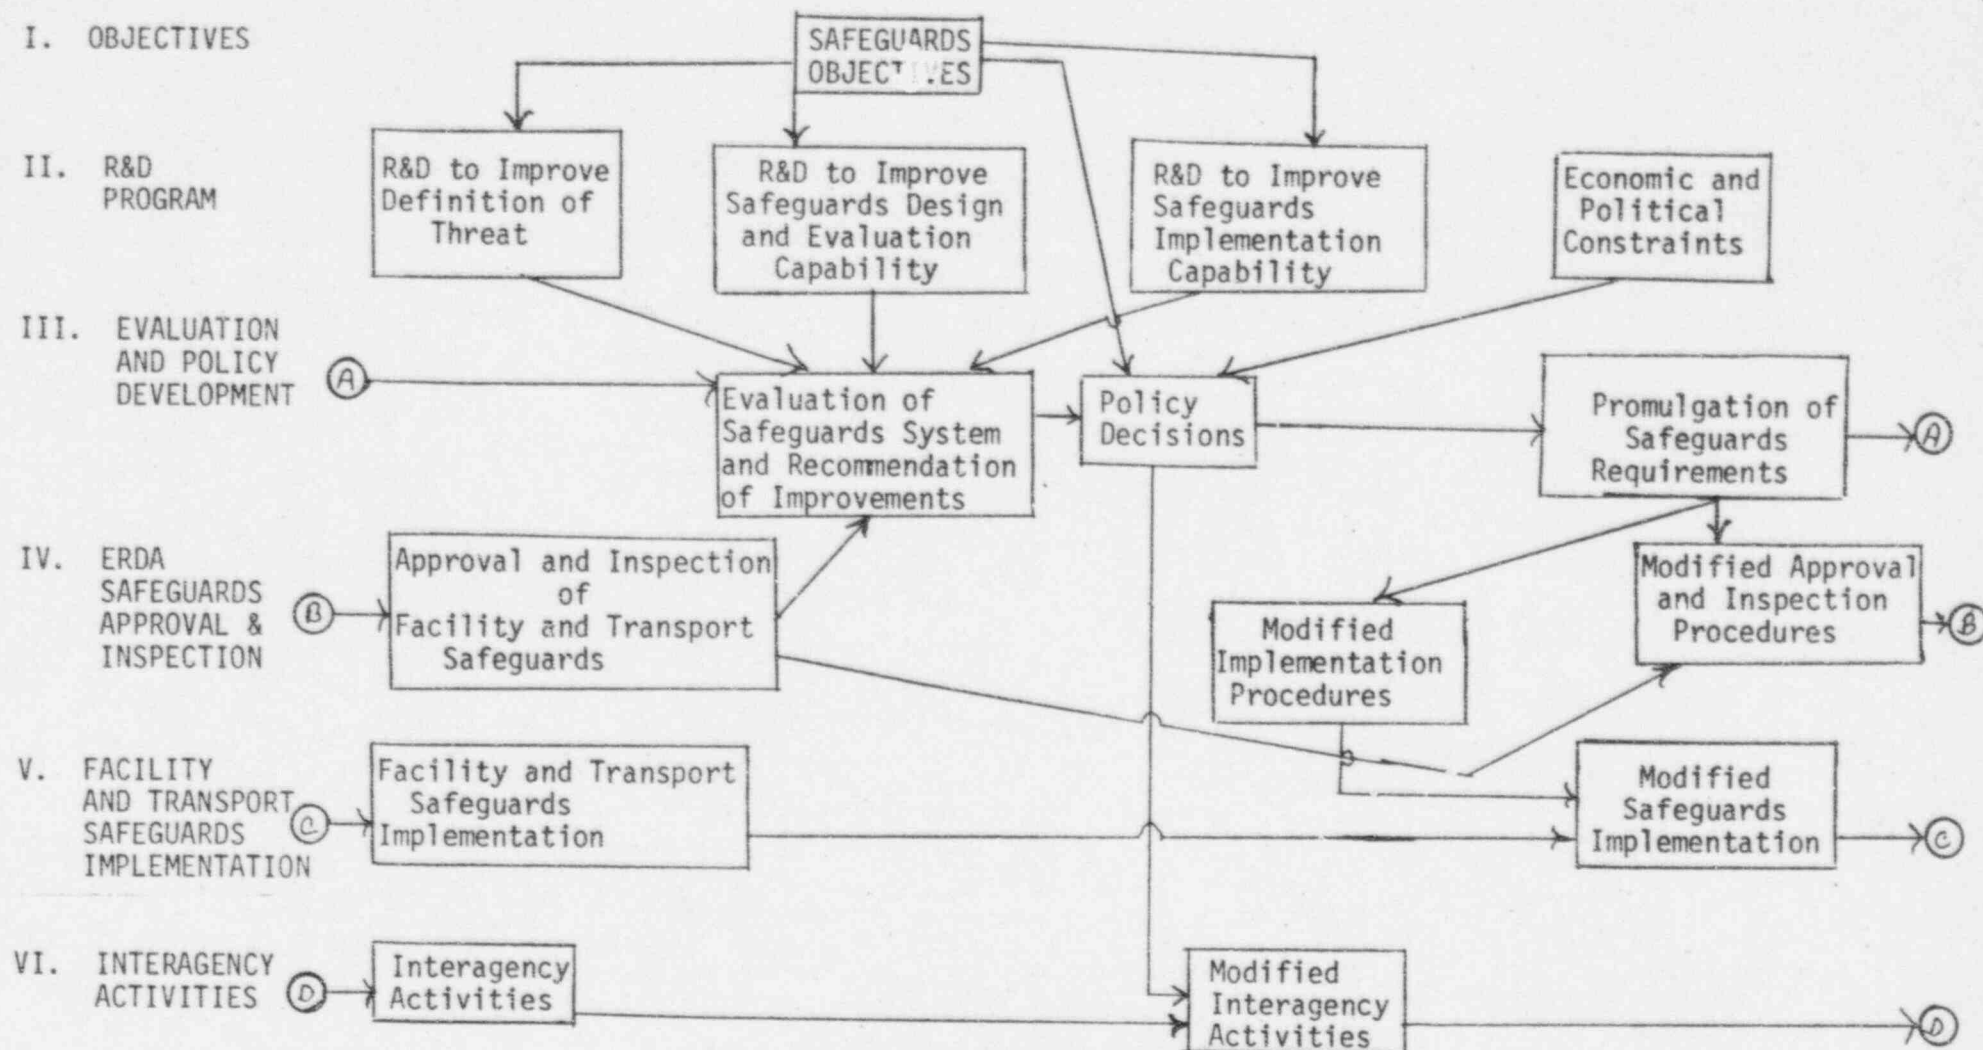 I. OBJECTIVES
SAFEGUARDS
OBJECT .ES
II. R&D
PROGRAM
R&D to Improve
Definition of
Threat
R&D to Improve
Safeguards Design
and Evaluation
Capability
R&D to Improve
Safeguards
Implementation
Capability
Economic and
Political
Constraints
III. EVALUATION
AND POLICY
DEVELOPMENT
A
Evaluation of
Safeguards System
and Recommendation
of Improvements
Policy
Decisions
Promulgation of
Safeguards
Requirements
A
IV. ERDA
SAFEGUARDS
APPROVAL &
INSPECTION
B
Approval and Inspection
of
Facility and Transport
Safeguards
Modified
Implementation
Procedures
Modified Approval
and Inspection
Procedures
B
V. FACILITY
AND TRANSPORT
SAFEGUARDS
IMPLEMENTATION
C
Facility and Transport
Safeguards
Implementation
Modified
Safeguards
Implementation
C
VI. INTERAGENCY
ACTIVITIES
D
Interagency
Activities
Modified
Interagency
Activities
D